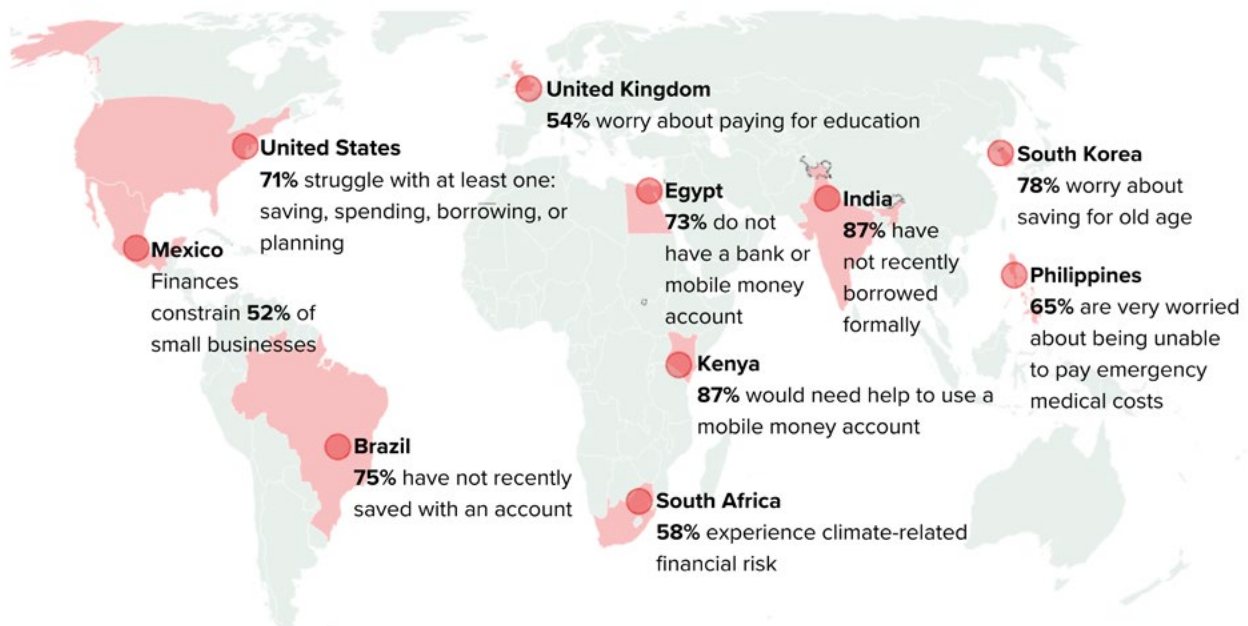 United Kingdom
54% worry about paying for education
United States
71% struggle with at least one:
saving, spending, borrowing, or
planning
South Korea
78% worry about
saving for old age
Egypt
73% do not
have a bank or
mobile money
account
India
87% have
not recently
borrowed
formally
Mexico
Finances
constrain 52% of
small businesses
Philippines
65% are very worried
about being unable
to pay emergency
medical costs
Kenya
87% would need help to use a
mobile money account
Brazil
75% have not recently
saved with an account
South Africa
58% experience climate-related
financial risk